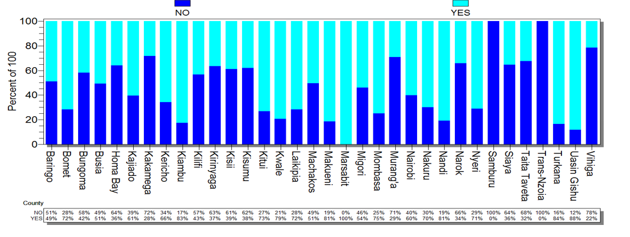 NO YES
100
80
60
40
20
0
Percent of 100
Baringo Bomet Bungoma Busia Homa Bay Kajiado Kakamega Kericho Kiambu Kilifi Kirinyaga Kisii Kisumu Kitui Kwale Laikipia Machakos Makueni Marsabit Migori Mombasa Murang'a Nairobi Nakuru Nandi Narok Nyeri Samburu Siaya Taita Taveta Trans-Nzoia Turkana Uasin Gishu Vihiga
County
NO 51% 28% 58% 49% 64% 39% 72% 34% 17% 57% 63% 61% 62% 27% 21% 28% 49% 19% 0% 46% 25% 71% 40% 30% 19% 66% 29% 100% 64% 68% 100% 16% 12% 78%
YES 49% 72% 42% 51% 36% 61% 28% 66% 83% 43% 37% 39% 38% 73% 79% 72% 51% 81% 100% 54% 75% 29% 60% 70% 81% 34% 71% 0% 36% 32% 0% 84% 88% 22%